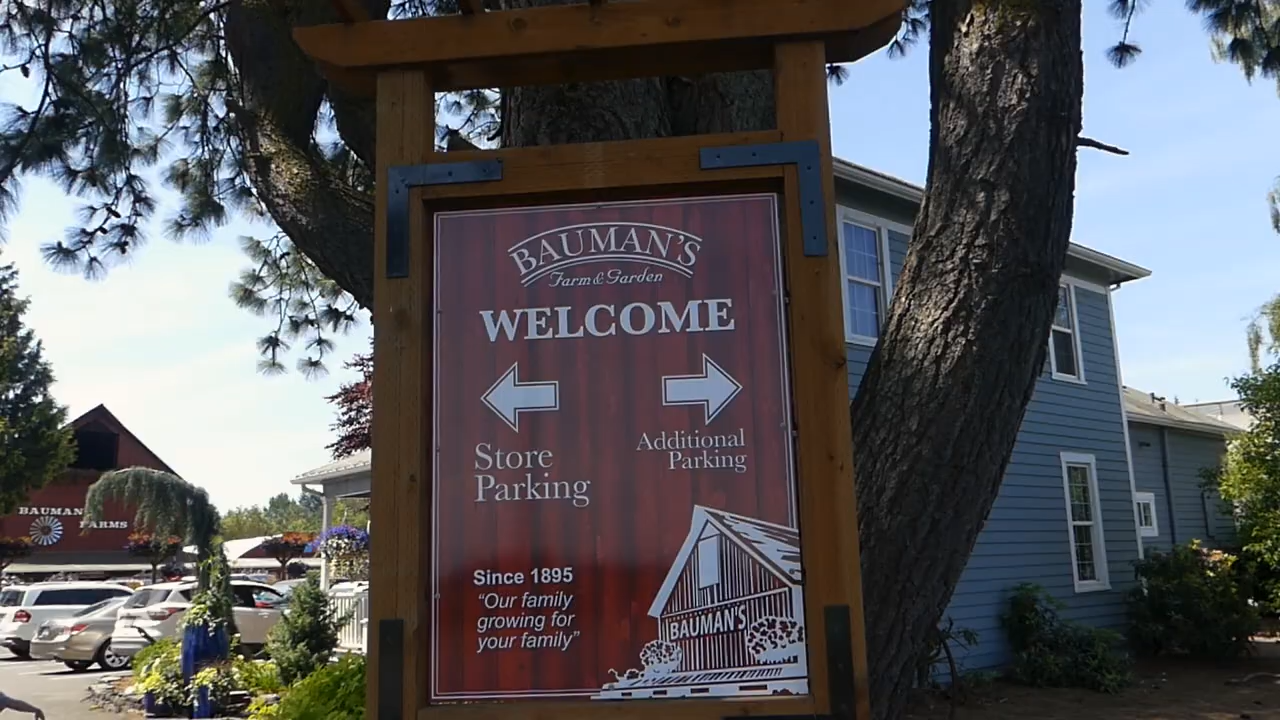 BAUMAN'S
Farm & Garden
WELCOME
Store
Parking
Additional
Parking
Since 1895
"Our family
growing for
your family"
BAUMAN'S
BAUMAN FARMS